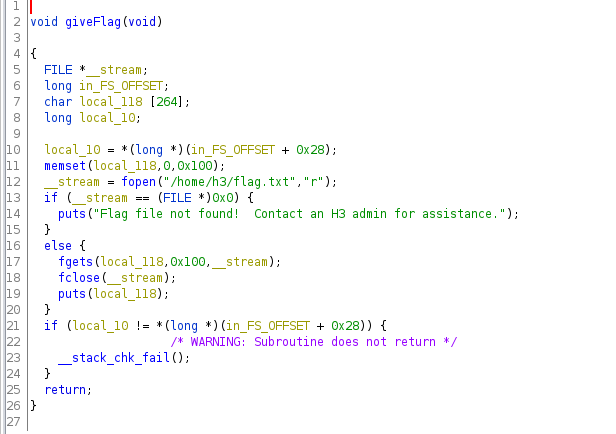 1
2 void giveFlag(void)
3
4 {
5 FILE *__stream;
6 long in_FS_OFFSET;
7 char local_118 [264];
8 long local_10;
9
10 local_10 = *(long *)(in_FS_OFFSET + 0x28);
11 memset(local_118,0,0x100);
12 __stream = fopen("/home/h3/flag.txt","r");
13 if (__stream == (FILE *)0x0) {
14 puts("Flag file not found!  Contact an H3 admin for assistance.");
15 }
16 else {
17 fgets(local_118,0x100,__stream);
18 fclose(__stream);
19 puts(local_118);
20 }
21 if (local_10 != *(long *)(in_FS_OFFSET + 0x28)) {
22 /* WARNING: Subroutine does not return */
23 __stack_chk_fail();
24 }
25 return;
26 }
27